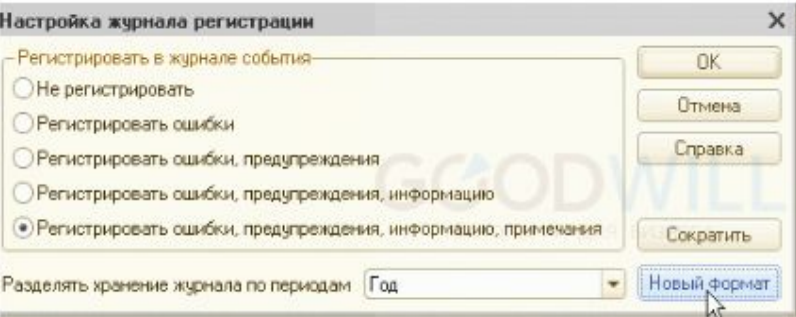 Настройка журнала регистрации
Регистрировать в журнале события
Не регистрировать
Регистрировать ошибки
Регистрировать ошибки, предупреждения
Регистрировать ошибки, предупреждения, информацию
Регистрировать ошибки, предупреждения, информацию, примечания
Разделять хранение журнала по периодам Год
OK
Отмена
Справка
Сократить
Новый формат
GOODWILL